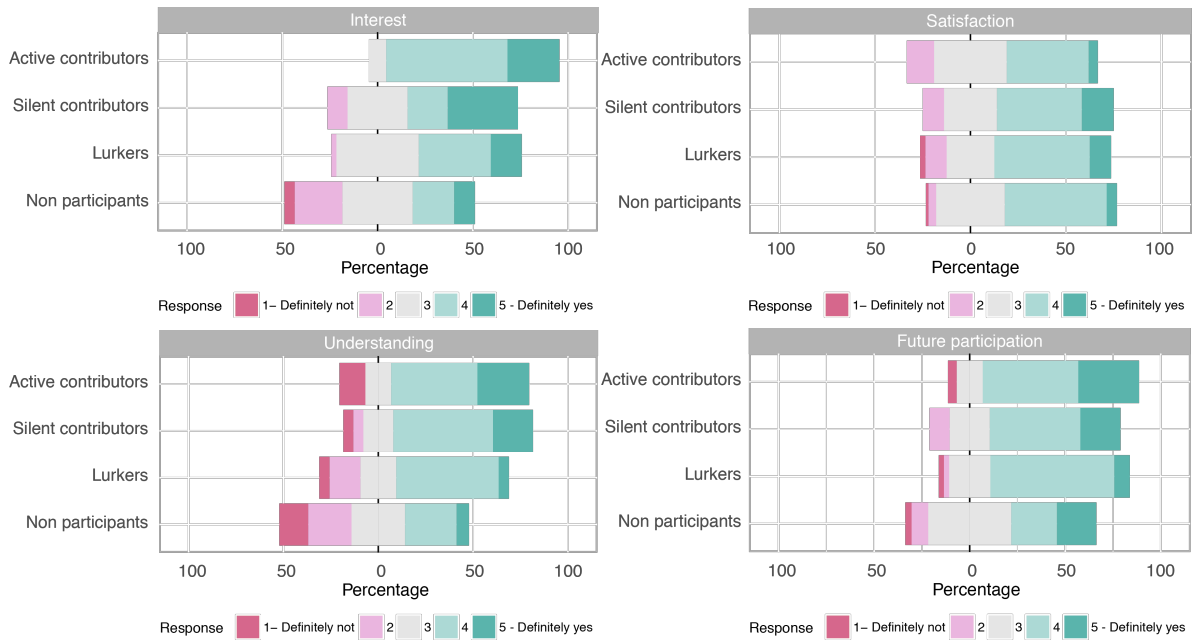 Interest
Active contributors
Silent contributors
Lurkers
Non participants
100 50 0 50 100
Percentage
Response 1– Definitely not 2 3 4 5 - Definitely yes
Satisfaction
Active contributors
Silent contributors
Lurkers
Non participants
100 50 0 50 100
Percentage
Response 1– Definitely not 2 3 4 5 - Definitely yes
Understanding
Active contributors
Silent contributors
Lurkers
Non participants
100 50 0 50 100
Percentage
Response 1– Definitely not 2 3 4 5 - Definitely yes
Future participation
Active contributors
Silent contributors
Lurkers
Non participants
100 50 0 50 100
Percentage
Response 1– Definitely not 2 3 4 5 - Definitely yes